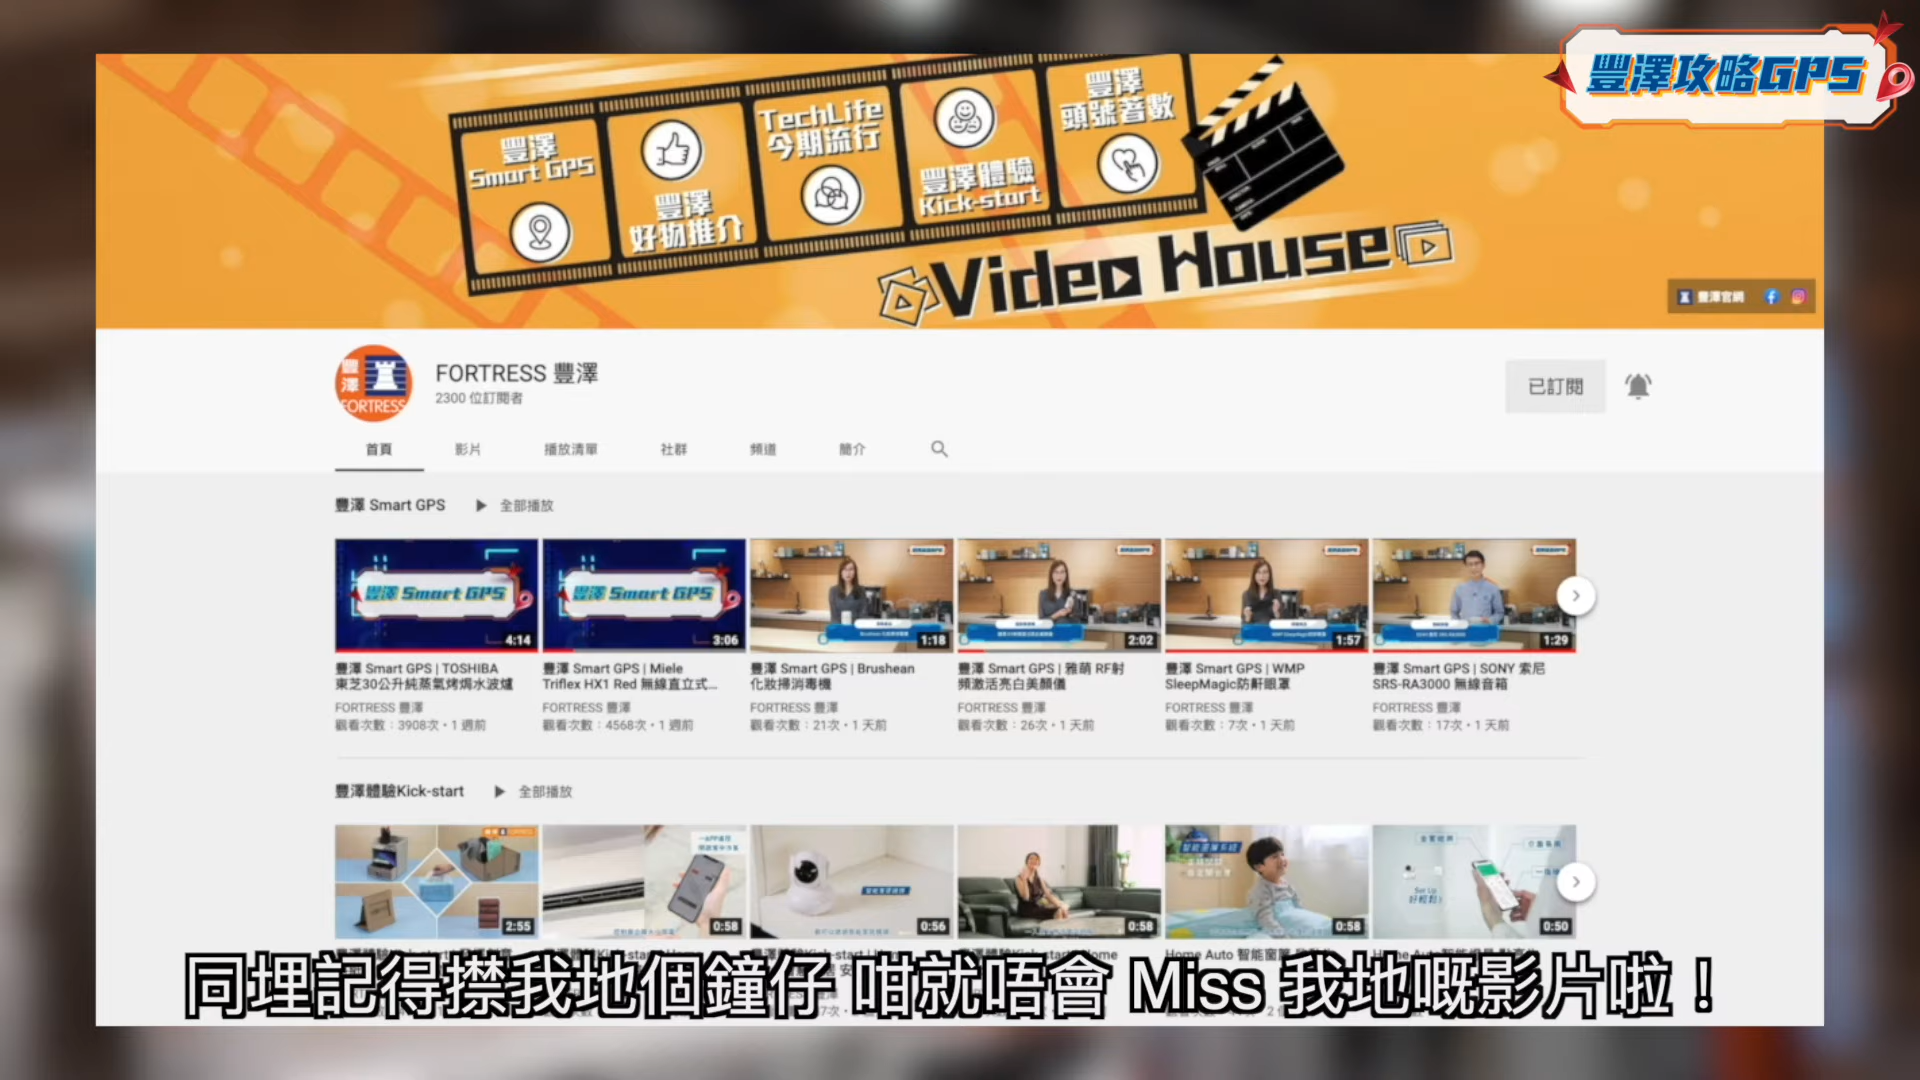 豐澤攻略GPS
豐澤
Smart GPS
豐澤
好物推介
TechLife
今期流行
豐澤體驗
Kick-start
豐澤
頭號著數
Video House
豐澤官網
豐澤
FORTRESS
FORTRESS 豐澤
2300 位訂閱者
已訂閱
首頁
影片
播放清單
社群
頻道
簡介
豐澤 Smart GPS
全部播放
豐澤 Smart GPS
4:14
豐澤 Smart GPS
3:06
1:18
2:02
1:57
1:29
豐澤 Smart GPS | TOSHIBA
東芝30公升純蒸氣烤焗水波爐
FORTRESS 豐澤
觀看次數：3908次・1 週前
豐澤 Smart GPS | Miele
Triflex HX1 Red 無線直立式...
FORTRESS 豐澤
觀看次數：4568次・1 週前
豐澤 Smart GPS | Brushean
化妝掃消毒機
FORTRESS 豐澤
觀看次數：21次・1 天前
豐澤 Smart GPS | 雅萌 RF射
頻激活亮白美顏儀
FORTRESS 豐澤
觀看次數：26次・1 天前
豐澤 Smart GPS | WMP
SleepMagic防鼾眼罩
FORTRESS 豐澤
觀看次數：7次・1 天前
豐澤 Smart GPS | SONY 索尼
SRS-RA3000 無線音箱
FORTRESS 豐澤
觀看次數：17次・1 天前
豐澤體驗Kick-start
全部播放
2:55
0:58
0:56
0:58
0:58
0:50
同埋記得㩒我地個鐘仔 咁就唔會 Miss 我地嘅影片啦！